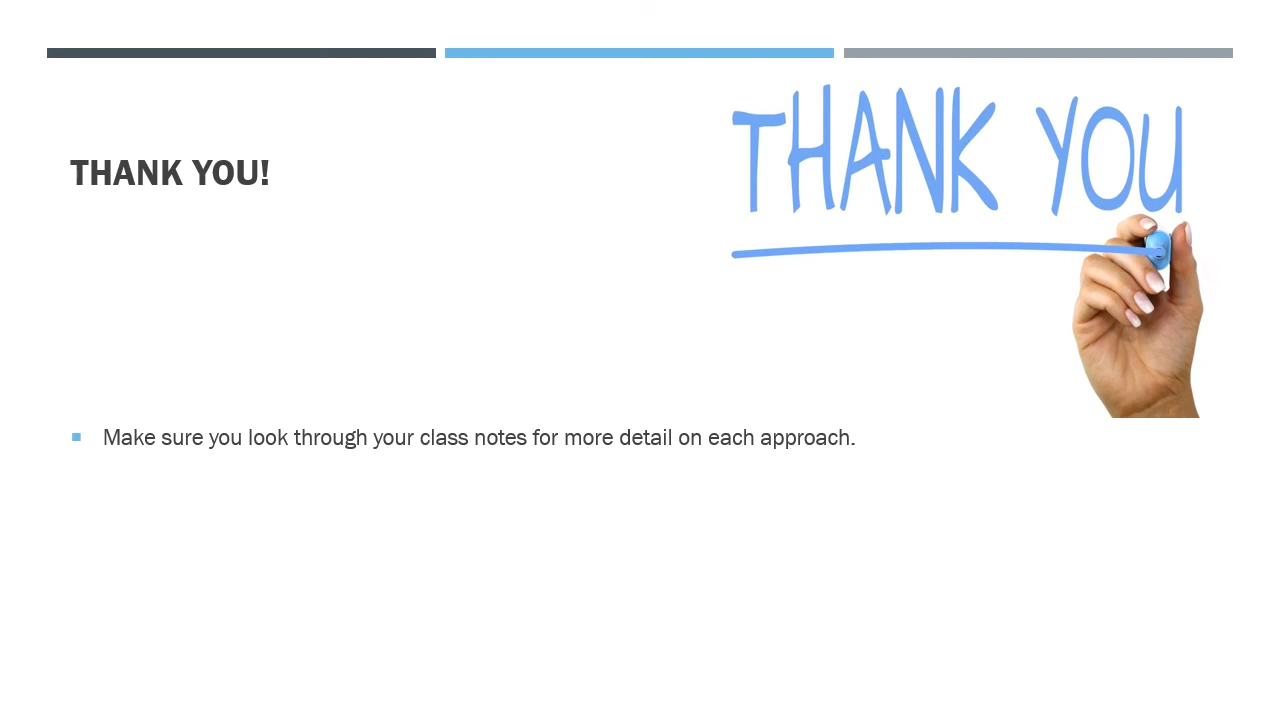 THANK YOU
THANK YOU!
Make sure you look through your class notes for more detail on each approach.